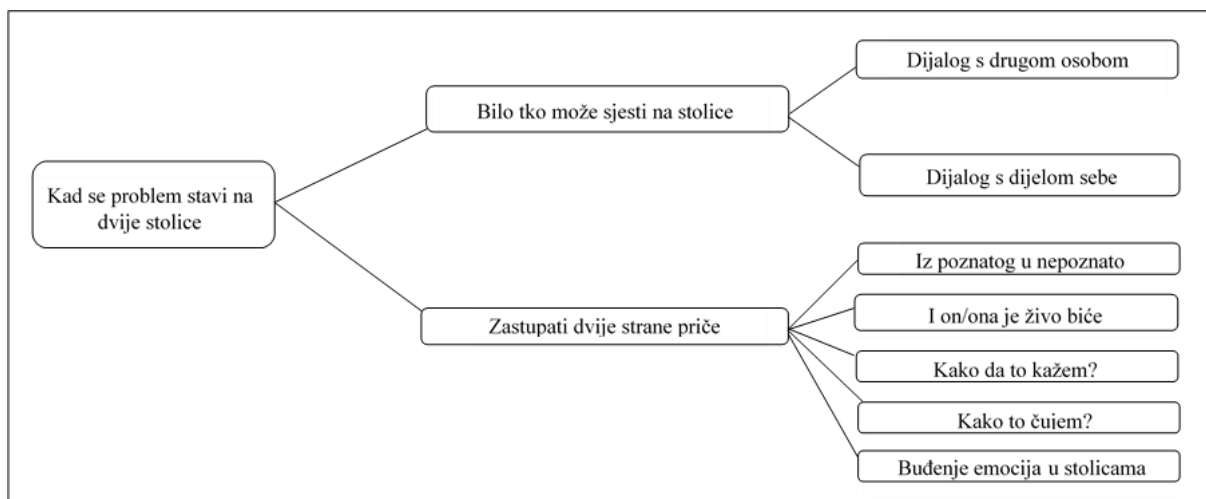 Kad se problem stavi na
dvije stolice
Bilo tko može sjesti na stolice
Dijalog s drugom osobom
Dijalog s dijelom sebe
Zastupati dvije strane priče
Iz poznatog u nepoznato
I on/ona je živo biće
Kako da to kažem?
Kako to čujem?
Buđenje emocija u stolicama